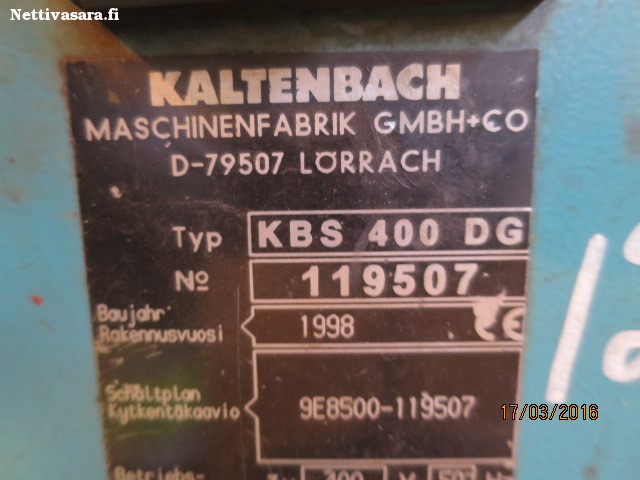 Nettivasara.fi
KALTENBACH
MASCHINENFABRIK GMBH+CO
D-79507 LÖRRACH
Typ KBS 400 DG
No 119507
Baujahr
Rakennusvuosi 1998 CE
Schaltplan
Kytkentäkaavio 9E8500-119507
17/03/2016
Betriebs-